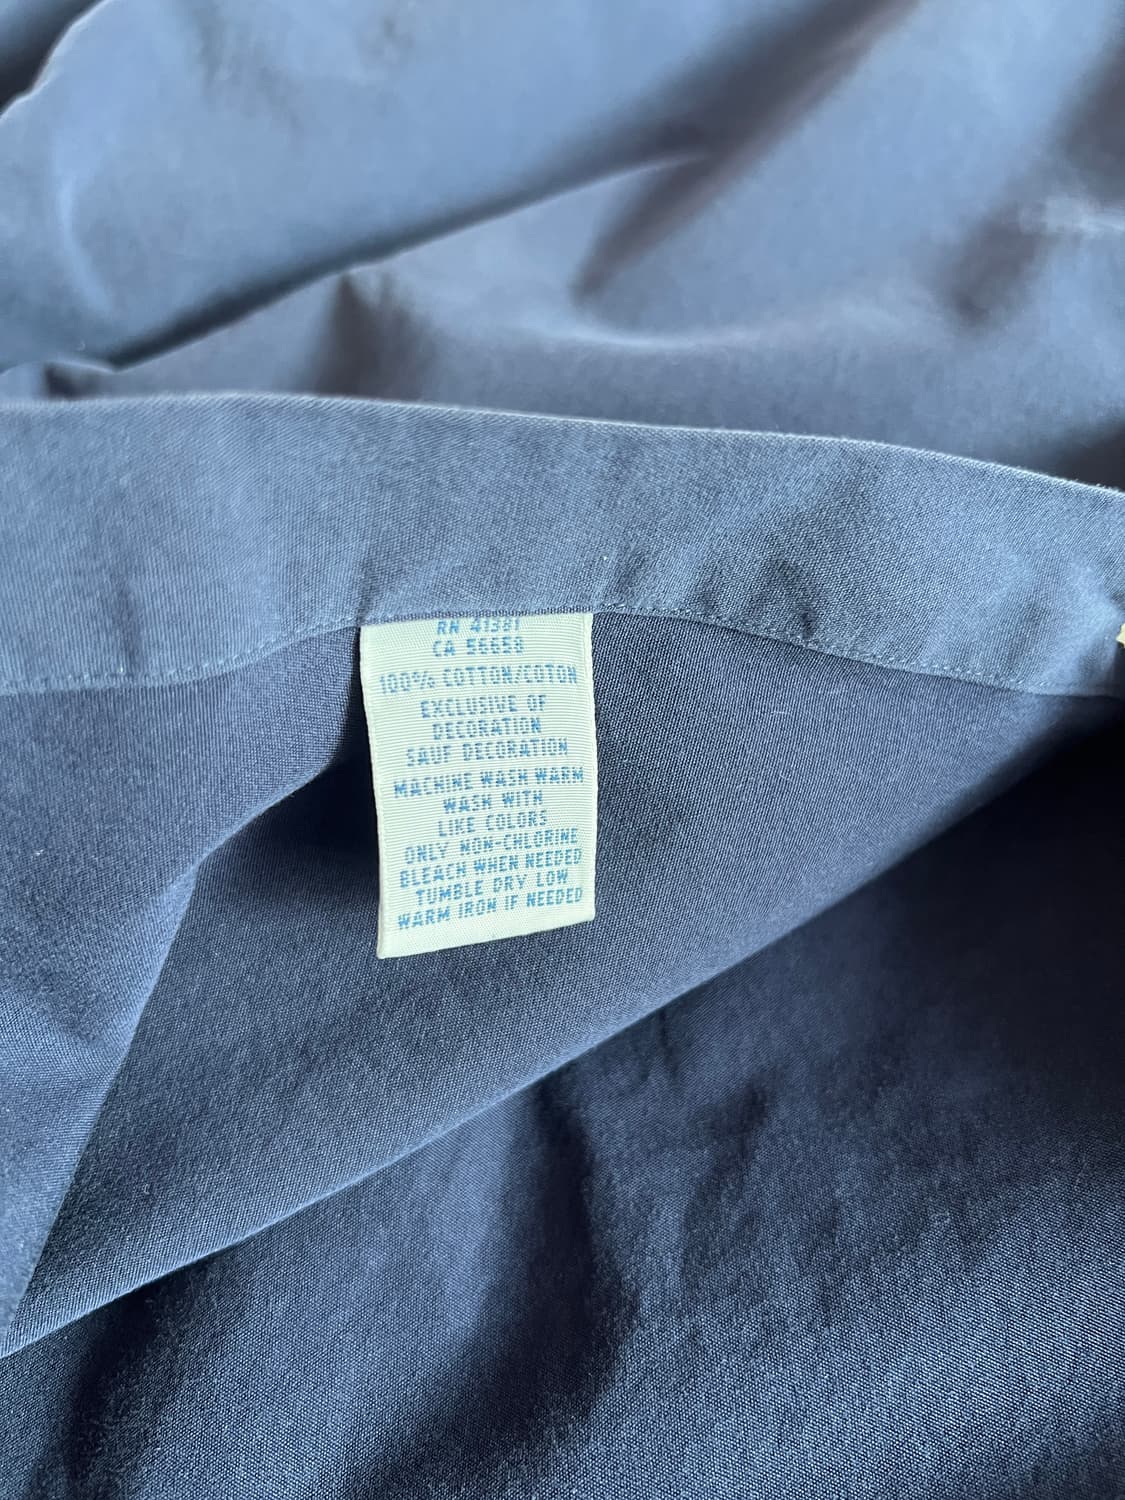 RN 41381
CA 56658
100% COTTON/COTON
EXCLUSIVE OF
DECORATION
SAUF DECORATION
MACHINE WASH WARM
WASH WITH
LIKE COLORS
ONLY NON-CHLORINE
BLEACH WHEN NEEDED
TUMBLE DRY LOW
WARM IRON IF NEEDED